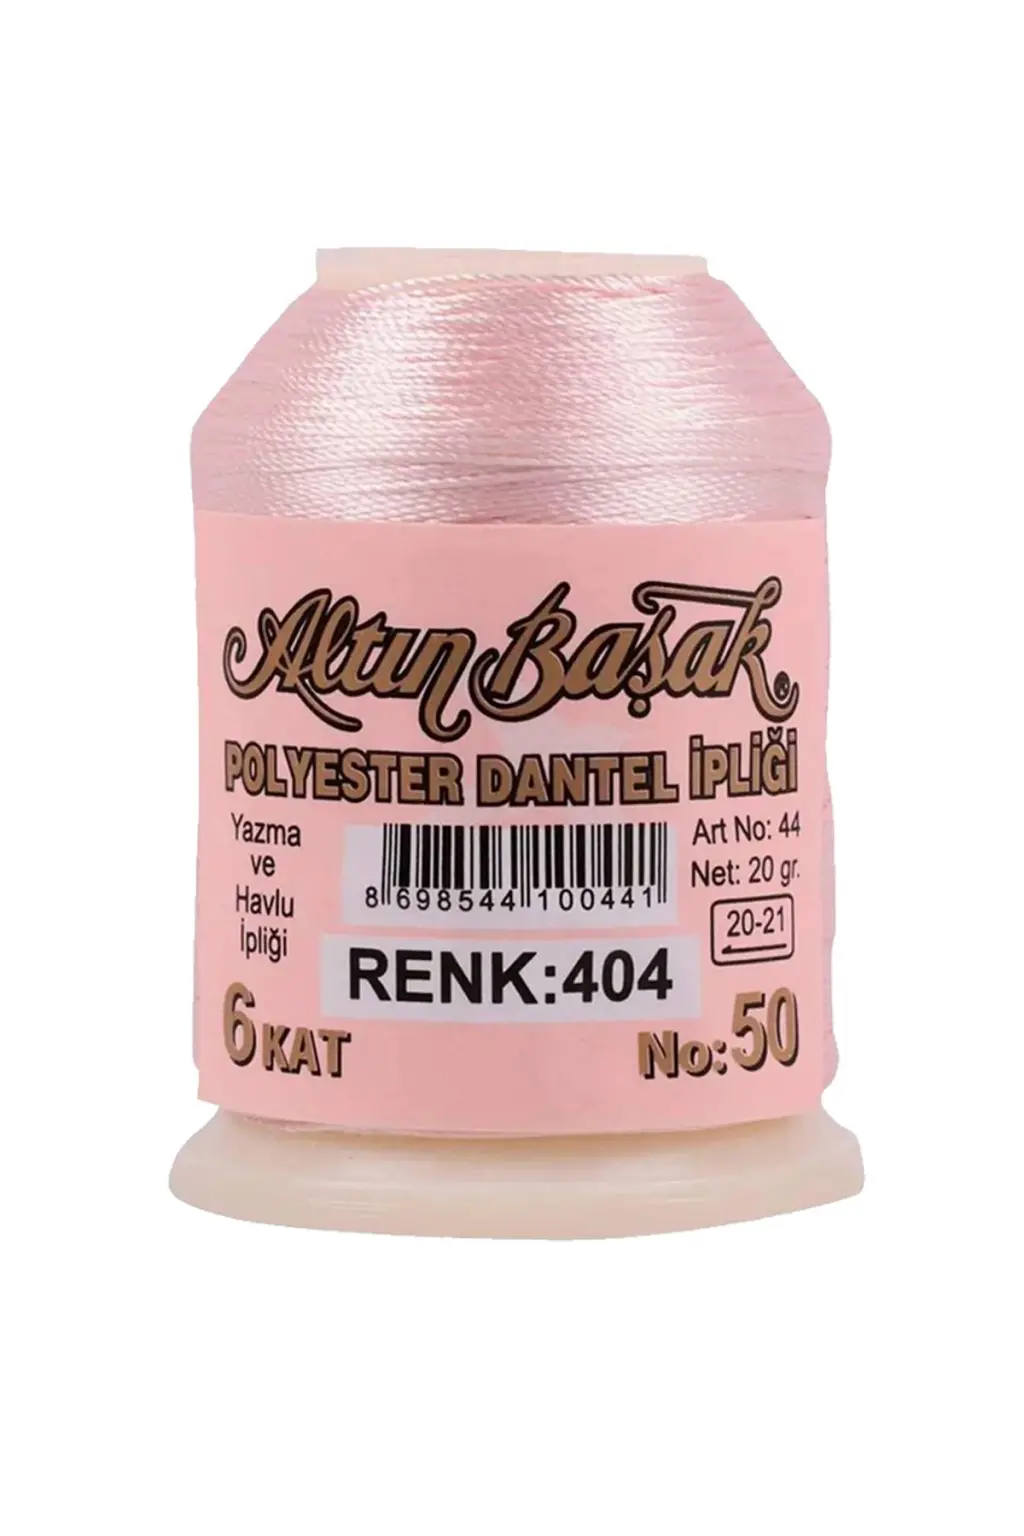 Altın Başak®
POLYESTER DANTEL İPLİĞİ
Yazma
ve
Havlu
İpliği
8 698544 100441
Art No: 44
Net: 20 gr.
20-21
RENK:404
6 KAT
No:50